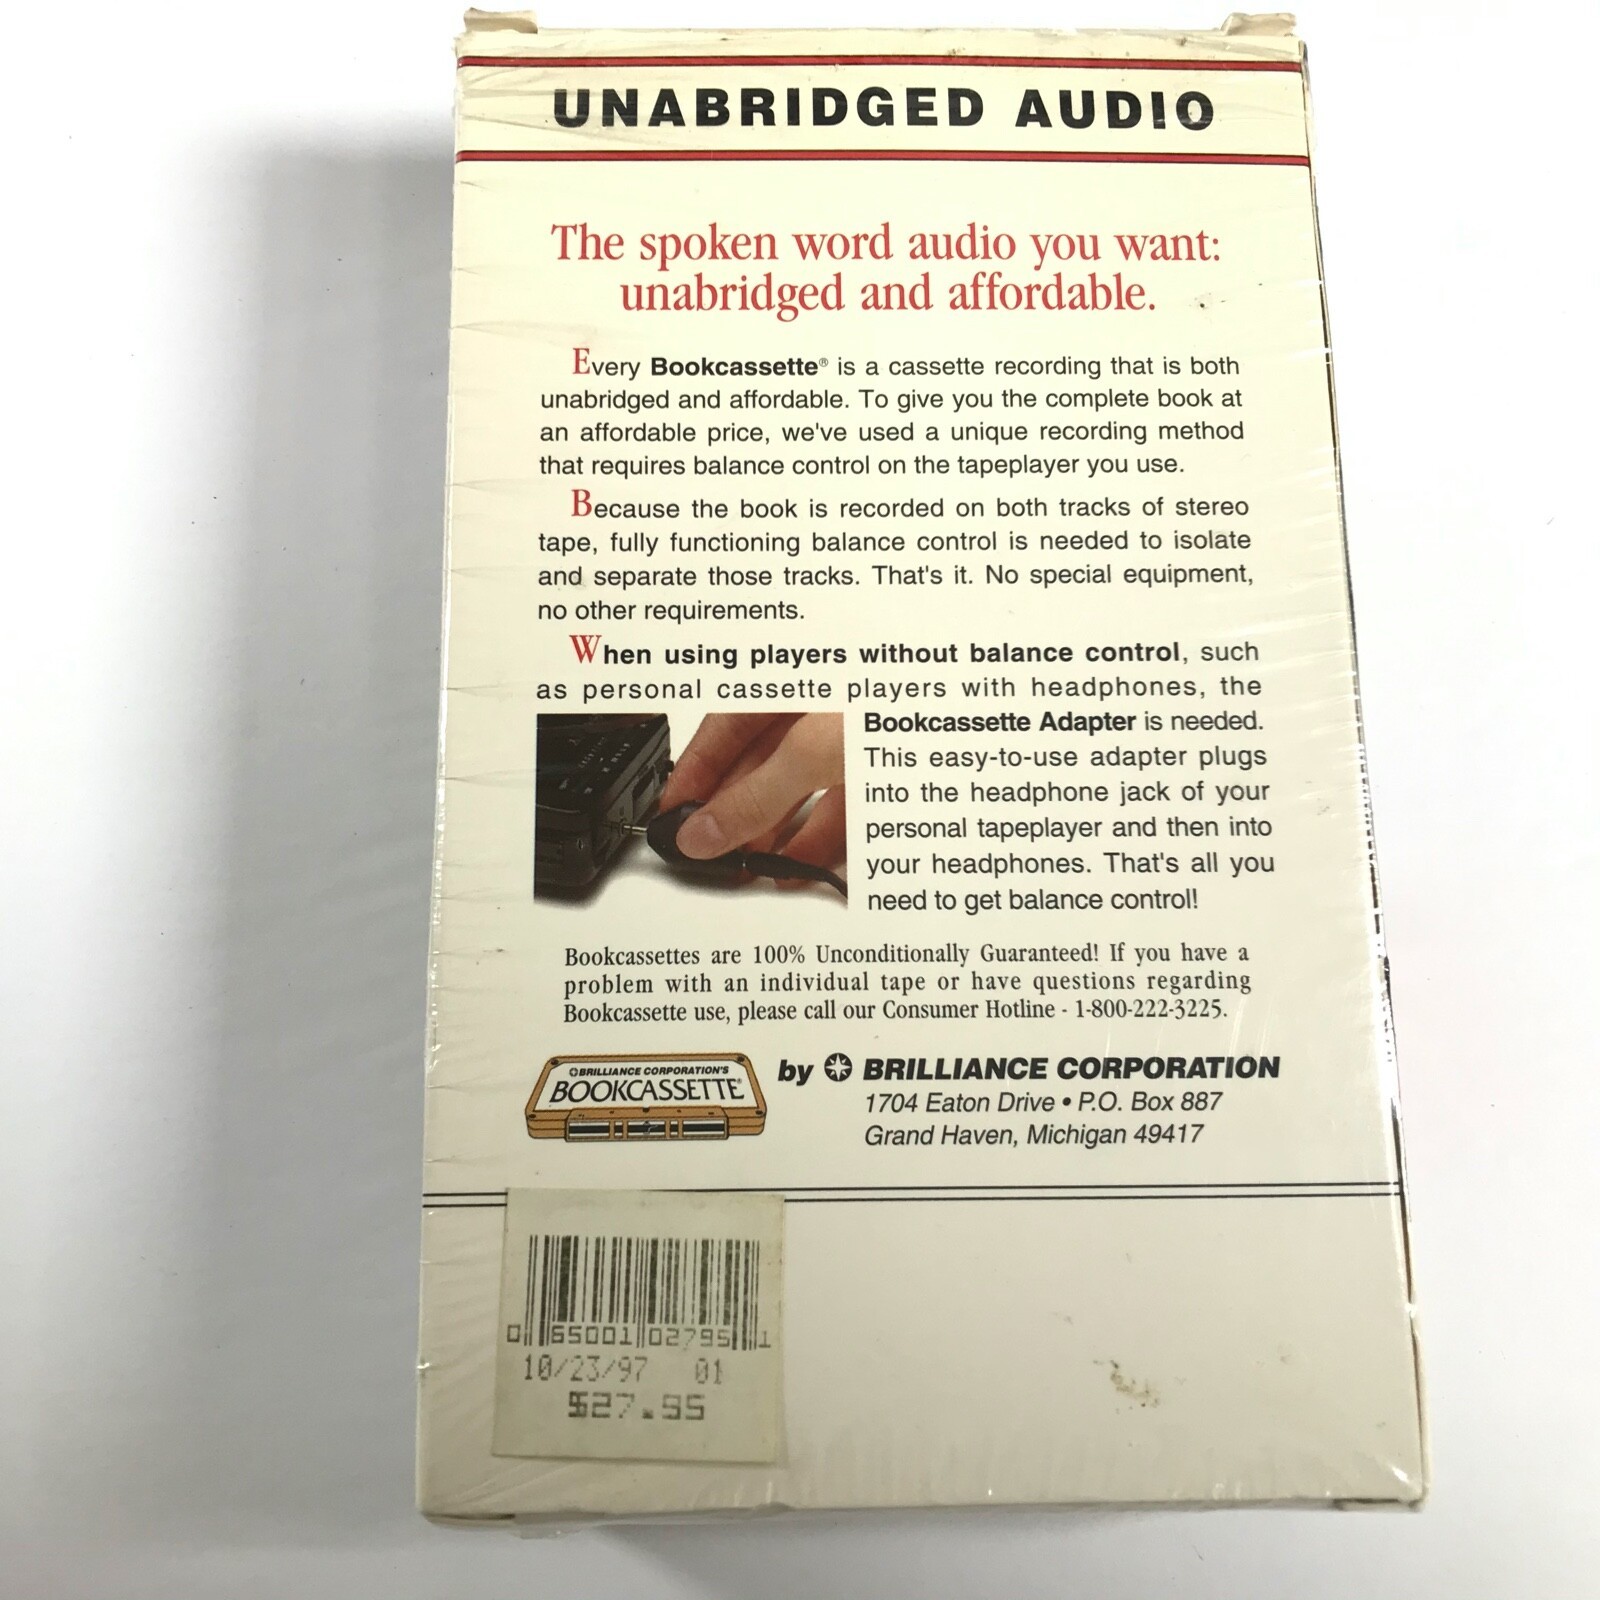 UNABRIDGED AUDIO
The spoken word audio you want:
unabridged and affordable.
Every Bookcassette® is a cassette recording that is both
unabridged and affordable. To give you the complete book at
an affordable price, we've used a unique recording method
that requires balance control on the tapeplayer you use.
Because the book is recorded on both tracks of stereo
tape, fully functioning balance control is needed to isolate
and separate those tracks. That's it. No special equipment,
no other requirements.
When using players without balance control, such
as personal cassette players with headphones, the
Bookcassette Adapter is needed.
This easy-to-use adapter plugs
into the headphone jack of your
personal tapeplayer and then into
your headphones. That's all you
need to get balance control!
Bookcassettes are 100% Unconditionally Guaranteed! If you have a
problem with an individual tape or have questions regarding
Bookcassette use, please call our Consumer Hotline - 1-800-222-3225.
BRILLIANCE CORPORATION'S
BOOKCASSETTE®
by BRILLIANCE CORPORATION
1704 Eaton Drive • P.O. Box 887
Grand Haven, Michigan 49417
0 65001 02795 1
10/23/97 01
$27.95